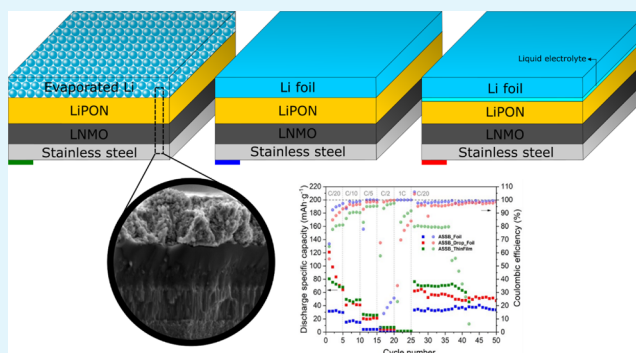 Evaporated Li
LiPON
LNMO
Stainless steel
Li foil
LiPON
LNMO
Stainless steel
Liquid electrolyte
Li foil
LiPON
LNMO
Stainless steel
Discharge specific capacity (mAh·g⁻¹)
200
180
160
140
120
100
80
60
40
20
0
C/20 C/10 C/5 C/2 1C C/20
ASSB_Foil
ASSB_Drop_Foil
ASSB_ThinFilm
100
90
80
70
60
50
40
30
20
10
0
Coulombic efficiency (%)
0 5 10 15 20 25 30 35 40 45 50
Cycle number